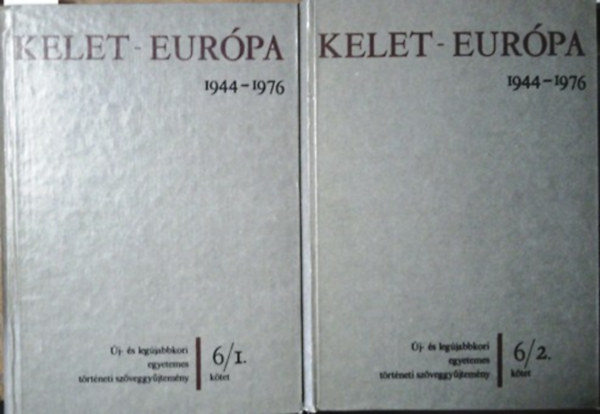 KELET-EURÓPA
1944-1976
Új- és legújabbkori
egyetemes
történeti szöveggyűjtemény
6/1.
kötet
KELET-EURÓPA
1944-1976
Új- és legújabbkori
egyetemes
történeti szöveggyűjtemény
6/2.
kötet